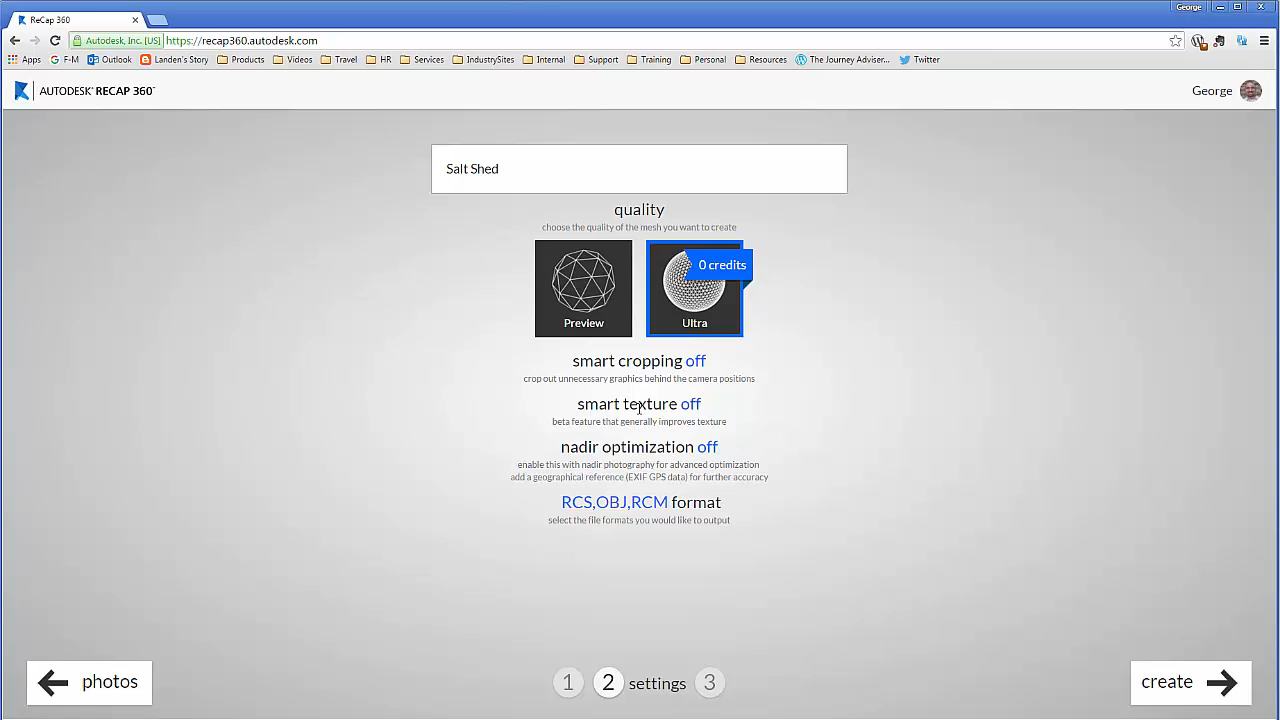 George
ReCap 360
Autodesk, Inc. [US] https://recap360.autodesk.com
Apps F-M Outlook Landen's Story Products Videos Travel HR Services IndustrySites Internal Support Training Personal Resources The Journey Adviser... Twitter
AUTODESK® RECAP 360™
George
Salt Shed
quality
choose the quality of the mesh you want to create
0 credits
Preview
Ultra
smart cropping off
crop out unnecessary graphics behind the camera positions
smart texture off
beta feature that generally improves texture
nadir optimization off
enable this with nadir photography for advanced optimization
add a geographical reference (EXIF GPS data) for further accuracy
RCS,OBJ,RCM format
select the file formats you would like to output
photos
1 2 settings 3
create